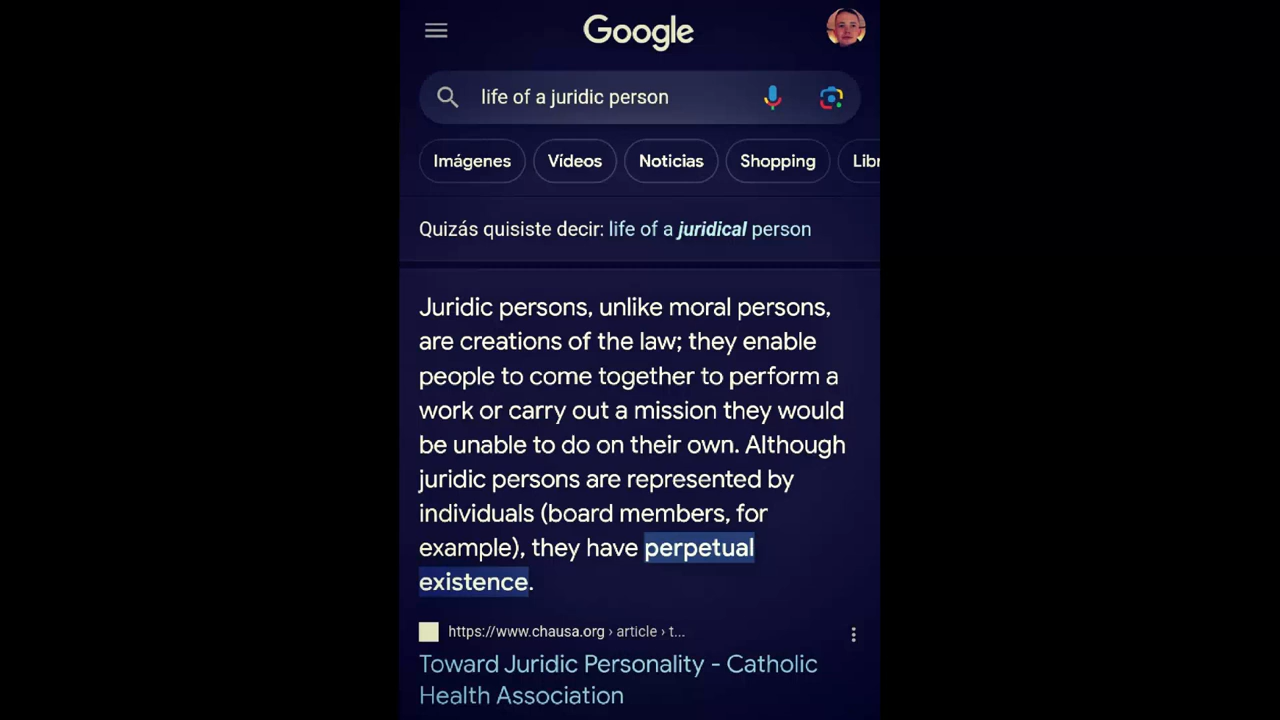 Google
life of a juridic person
Imágenes Vídeos Noticias Shopping Libr
Quizás quisiste decir: life of a juridical person
Juridic persons, unlike moral persons,
are creations of the law; they enable
people to come together to perform a
work or carry out a mission they would
be unable to do on their own. Although
juridic persons are represented by
individuals (board members, for
example), they have perpetual
existence.
https://www.chausa.org › article › t...
Toward Juridic Personality - Catholic
Health Association